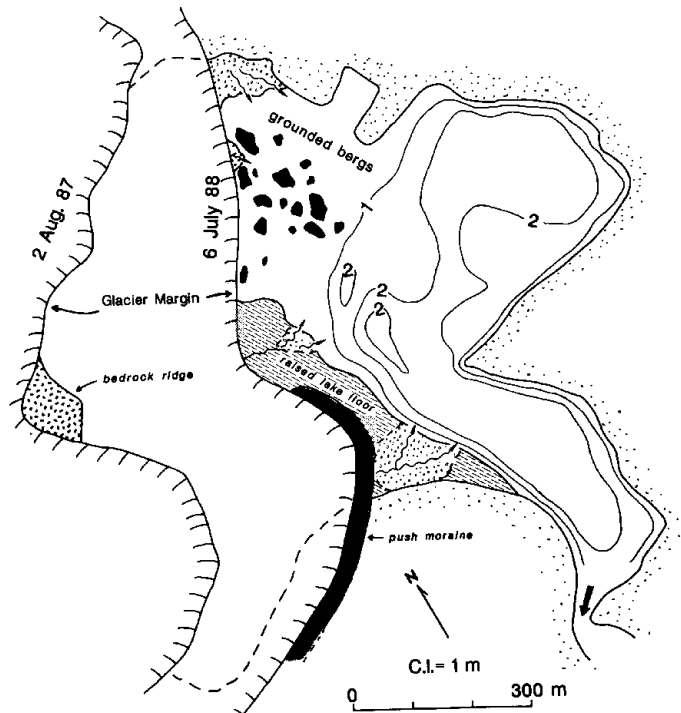 grounded bergs
2 Aug. 87
6 July 88
1
2
2
2
2
Glacier Margin
bedrock ridge
raised lake floor
push moraine
N
C.I.= 1 m
0 300 m